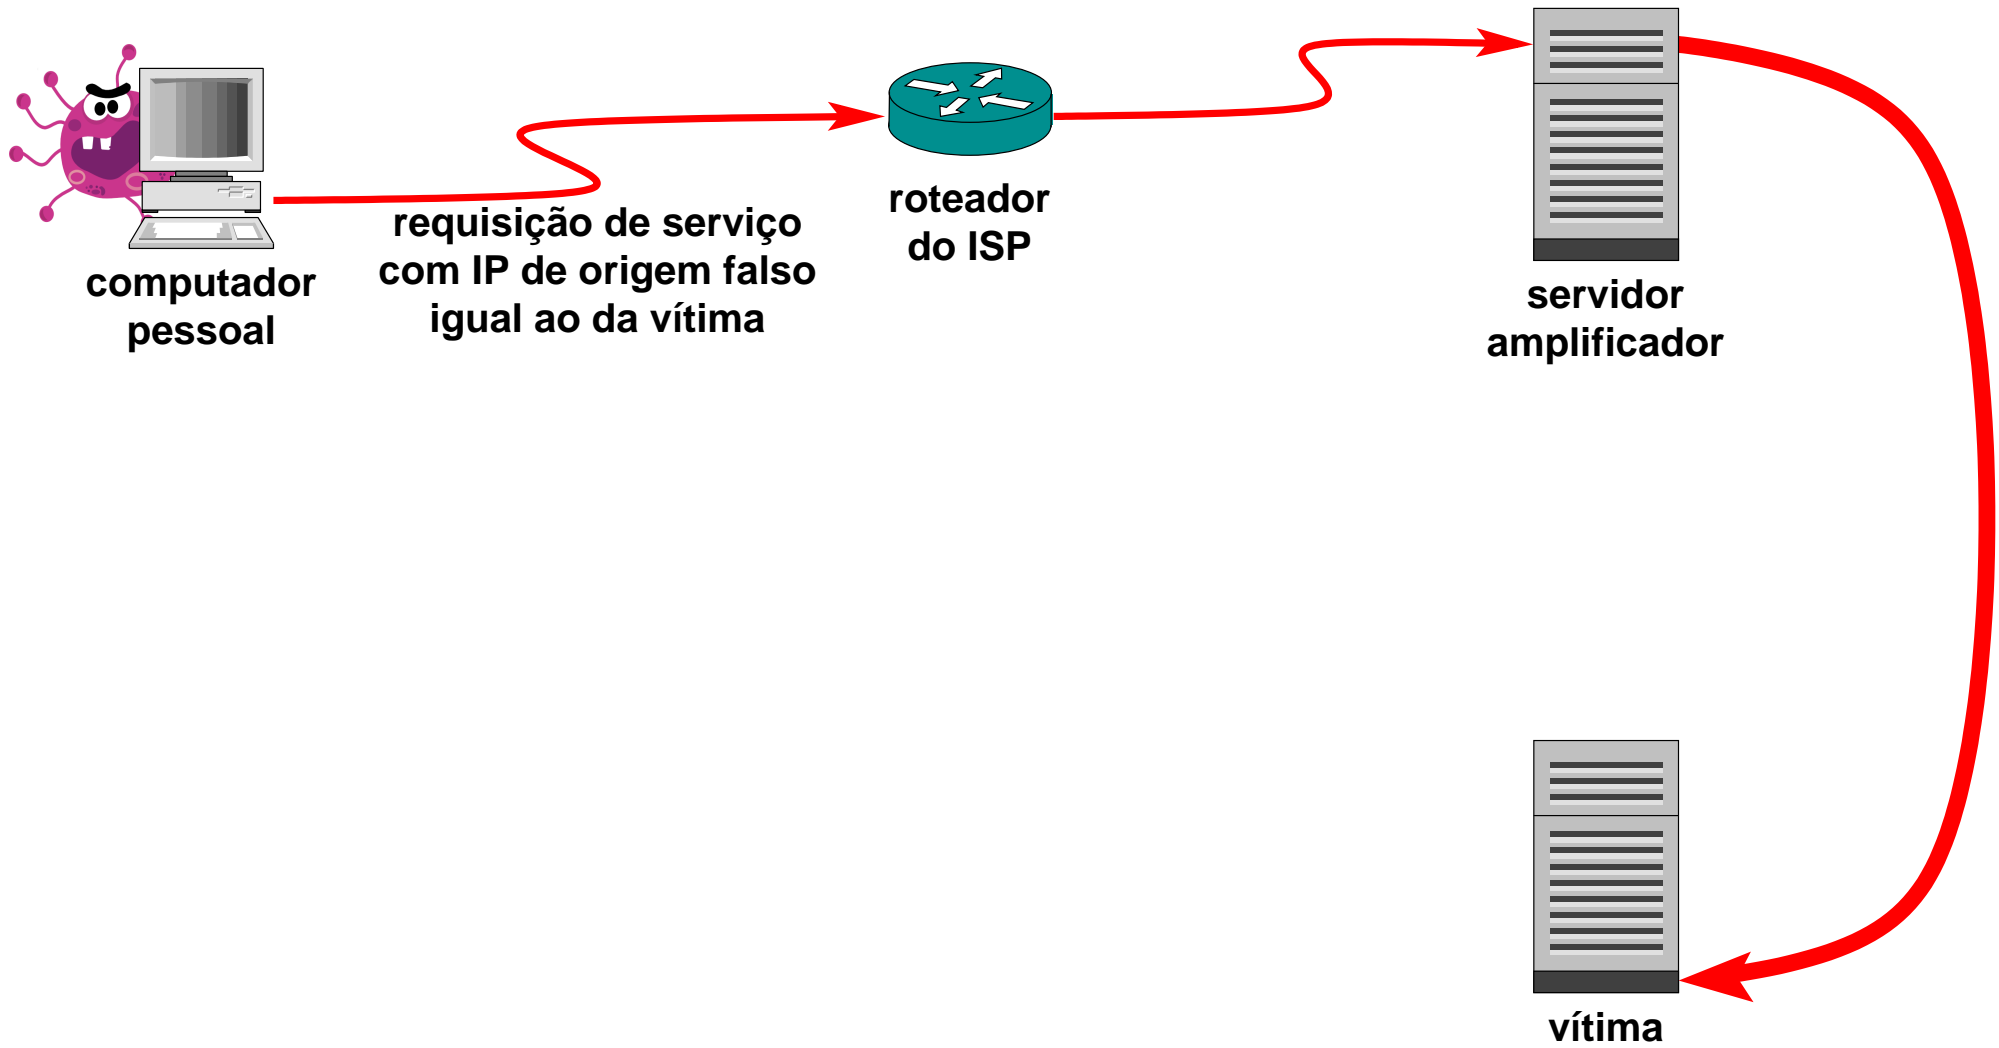 computador
pessoal
requisição de serviço
com IP de origem falso
igual ao da vítima
roteador
do ISP
servidor
amplificador
vítima